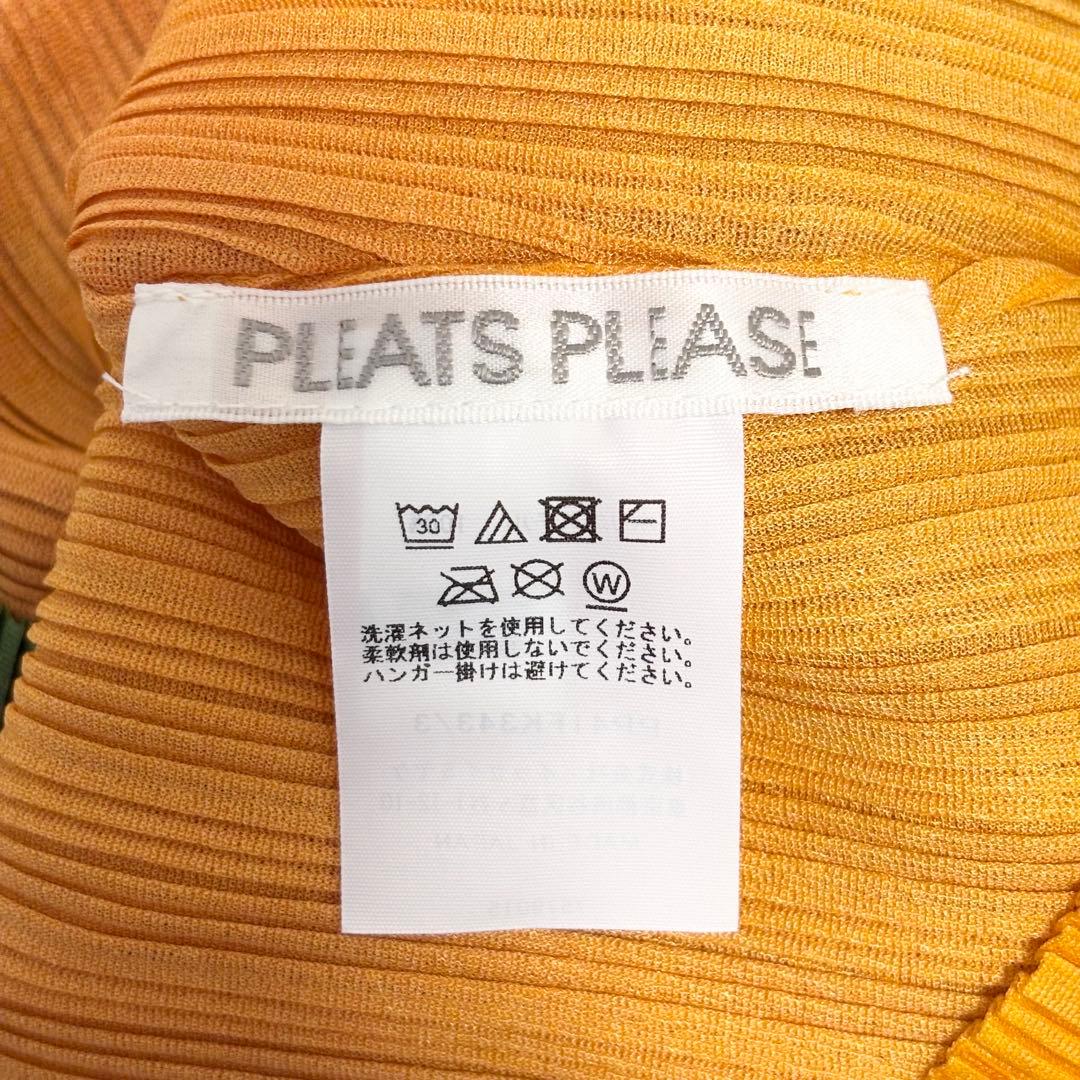 PLEATS PLEASE
30
W
洗濯ネットを使用してください。
柔軟剤は使用しないでください。
ハンガー掛けは避けてください。